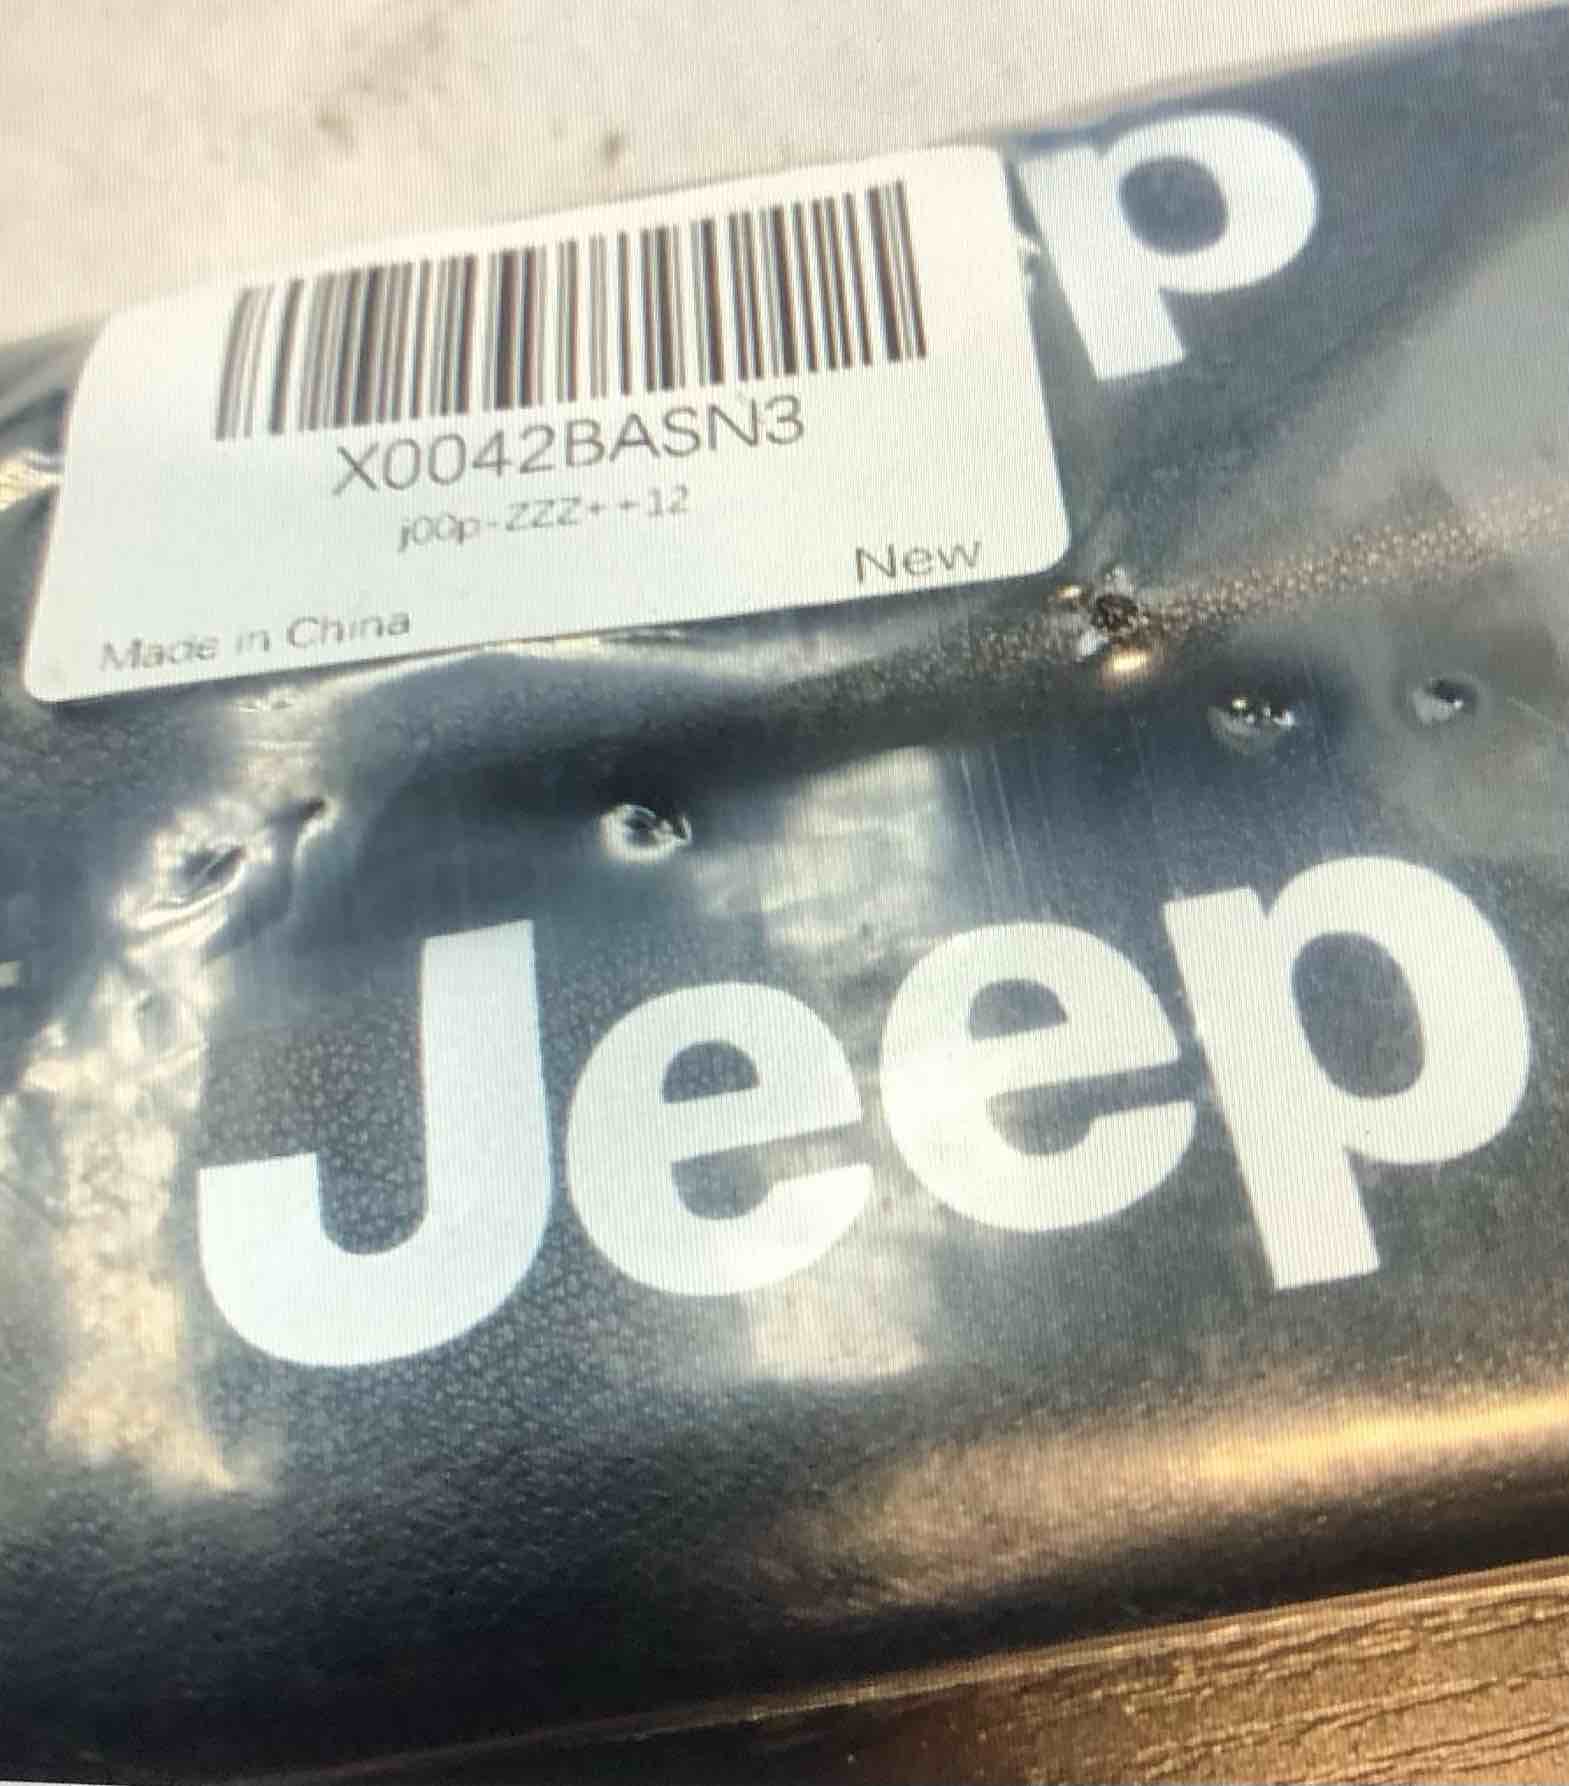 p
X0042BASN3
j00p-ZZZ++12
New
Made in China
Jeep